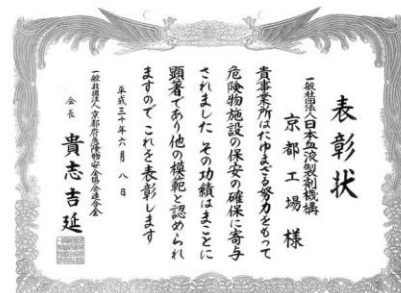 表彰状
一般社団法人日本血液製剤機構
京都工場 様
貴事業所はたゆまざる努力をもって
危険物施設の保安の確保に寄与
されました その功績はまことに
顕著であり他の模範と認められ
ますので これを表彰します
平成三十年六月 八日
一般社団法人京都府危険物安全協会連合会
会長 貴志吉延